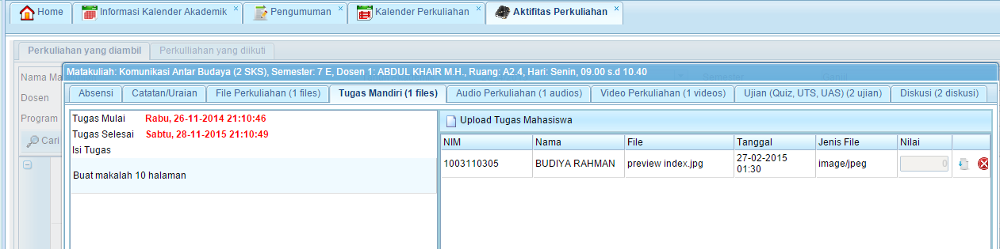 Home
Informasi Kalender Akademik
Pengumuman
Kalender Perkuliahan
Aktifitas Perkuliahan
Perkuliahan yang diambil
Perkulliahan yang diikuti
Nama Ma
Dosen
Program
Cari
Matakuliah: Komunikasi Antar Budaya (2 SKS), Semester: 7 E, Dosen 1: ABDUL KHAIR M.H., Ruang: A2.4, Hari: Senin, 09.00 s.d 10.40
Absensi
Catatan/Uraian
File Perkuliahan (1 files)
Tugas Mandiri (1 files)
Audio Perkuliahan (1 audios)
Video Perkuliahan (1 videos)
Ujian (Quiz, UTS, UAS) (2 ujian)
Diskusi (2 diskusi)
Tugas Mulai Rabu, 26-11-2014 21:10:46
Tugas Selesai Sabtu, 28-11-2015 21:10:49
Isi Tugas
Buat makalah 10 halaman
Upload Tugas Mahasiswa
NIM Nama File Tanggal Jenis File Nilai
1003110305 BUDIYA RAHMAN preview index.jpg 27-02-2015 01:30 image/jpeg 0